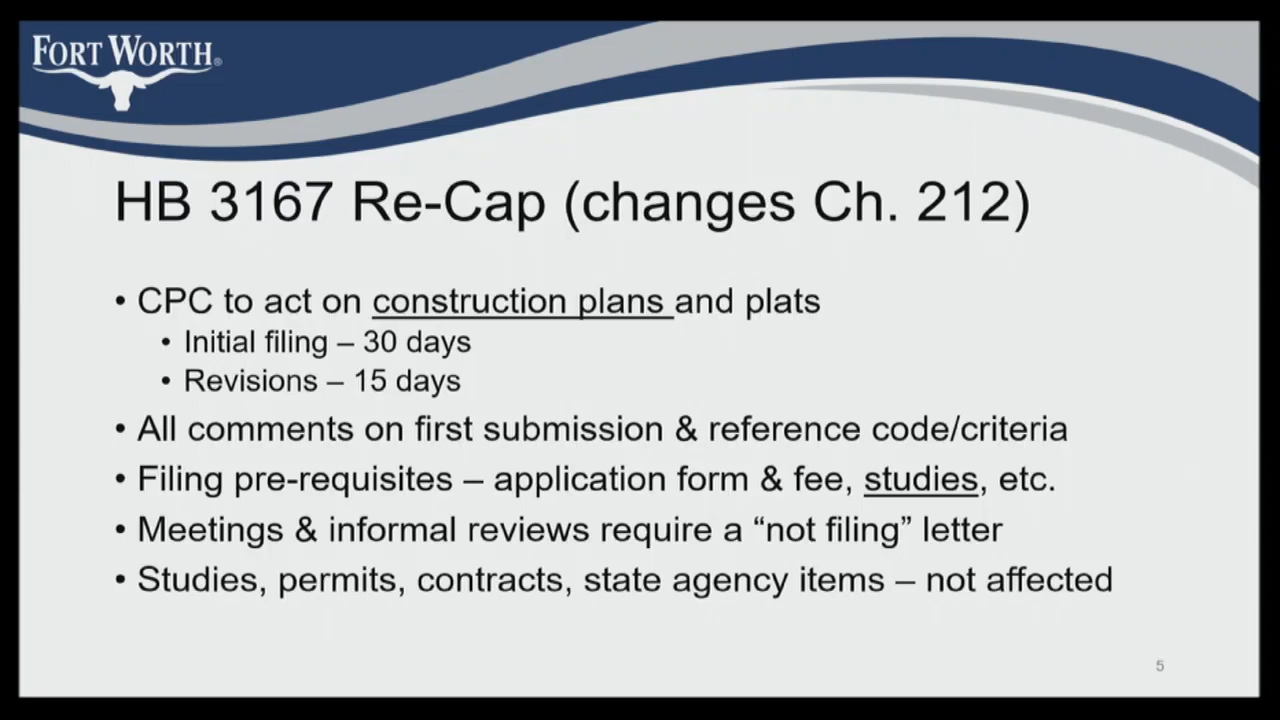 FORT WORTH®
HB 3167 Re-Cap (changes Ch. 212)
• CPC to act on construction plans and plats
• Initial filing – 30 days
• Revisions – 15 days
• All comments on first submission & reference code/criteria
• Filing pre-requisites – application form & fee, studies, etc.
• Meetings & informal reviews require a “not filing” letter
• Studies, permits, contracts, state agency items – not affected
5